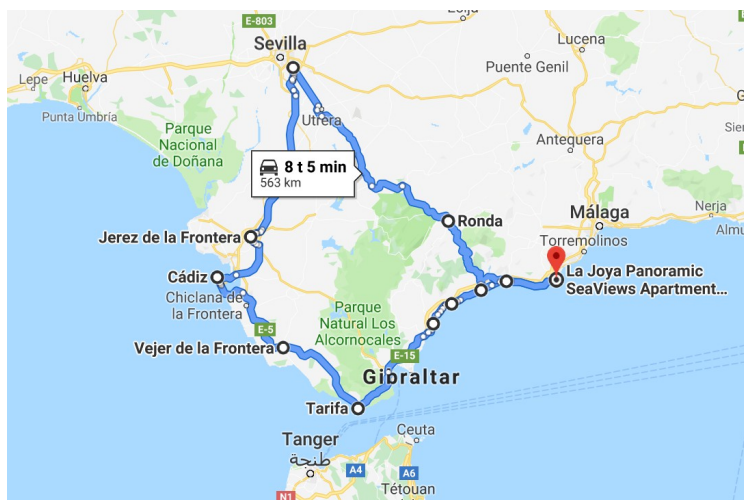 E-803
Sevilla
Lucena
Puente Genil
Lepe
Huelva
Punta Umbría
Utrera
Parque
Nacional
de Doñana
Antequera
8 t 5 min
563 km
Ronda
Málaga
Nerja
Torremolinos
Jerez de la Frontera
La Joya Panoramic
SeaViews Apartment...
Cádiz
Chiclana de
la Frontera
Parque
Natural Los
Alcornocales
E-5
Vejer de la Frontera
E-15
Gibraltar
Tarifa
Ceuta
Tanger
طنجة
A4
A6
Tétouan
N1